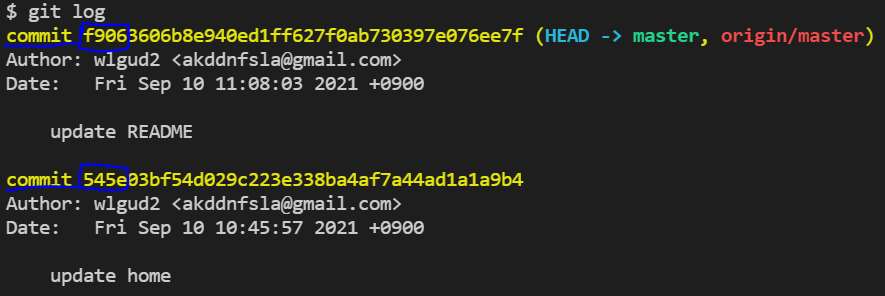 $ git log
commit f9063606b8e940ed1ff627f0ab730397e076ee7f (HEAD -> master, origin/master)
Author: wlgud2 <akddnfsla@gmail.com>
Date:   Fri Sep 10 11:08:03 2021 +0900
update README
commit 545e03bf54d029c223e338ba4af7a44ad1a1a9b4
Author: wlgud2 <akddnfsla@gmail.com>
Date:   Fri Sep 10 10:45:57 2021 +0900
update home